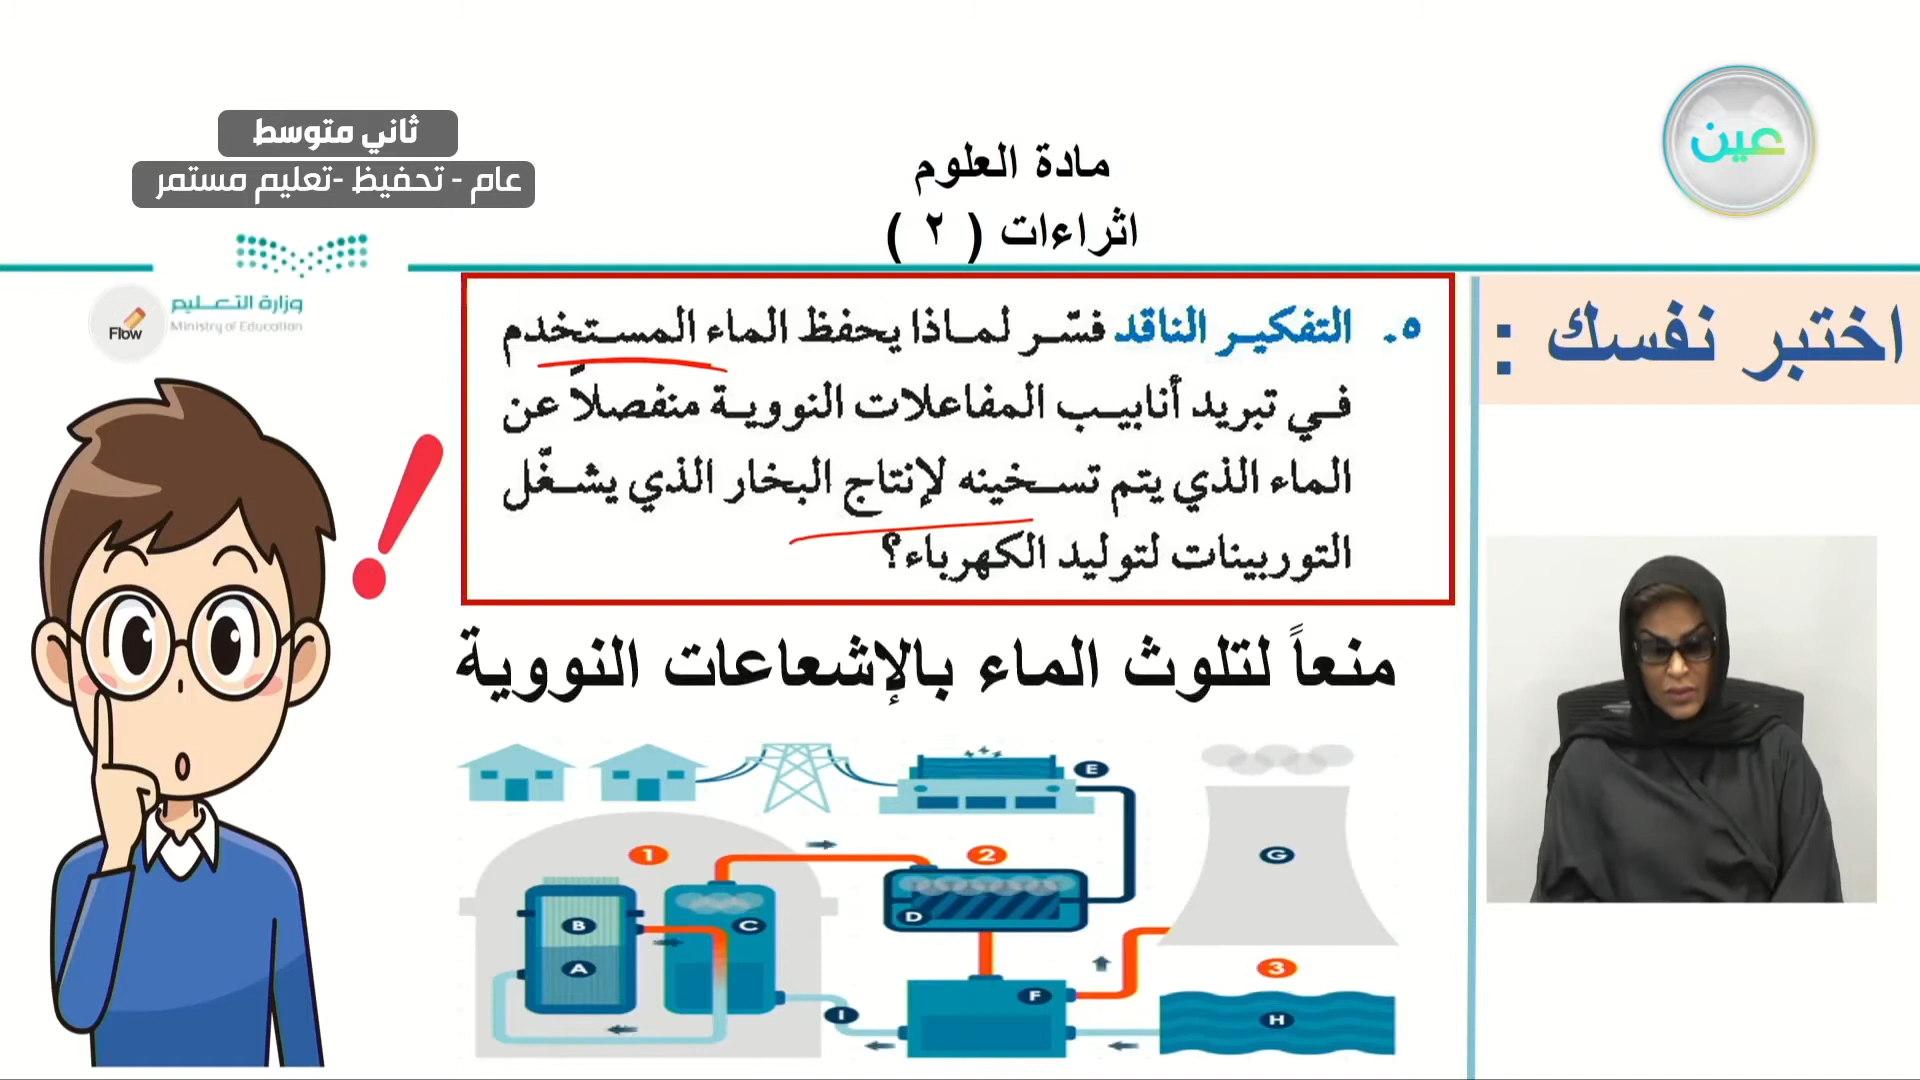 عين
ثاني متوسط
عام - تحفيظ -تعليم مستمر
مادة العلوم
اثراءات ( ٢ )
وزارة التعليم
Ministry of Education
Flow
اختبر نفسك :
٥. التفكير الناقد فسّر لماذا يحفظ الماء المستخدم
في تبريد أنابيب المفاعلات النووية منفصلاً عن
الماء الذي يتم تسخينه لإنتاج البخار الذي يشغّل
التوربينات لتوليد الكهرباء؟
منعاً لتلوث الماء بالإشعاعات النووية
E
1
2
G
B
C
D
A
3
F
I
H